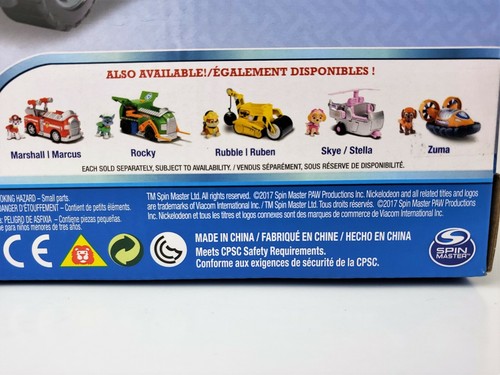 ALSO AVAILABLE!/ÉGALEMENT DISPONIBLES !
Marshall | Marcus
Rocky
Rubble | Ruben
Skye / Stella
Zuma
EACH SOLD SEPARATELY, SUBJECT TO AVAILABILITY. / VENDUS SÉPARÉMENT, SOUS RÉSERVE DE DISPONIBILITÉ.
HAZARD – Small parts.
D'ÉTOUFFEMENT – Contient de petits éléments.
PELIGRO DE ASFIXIA – Contiene piezas pequeñas.
para niños menores de tres años.
TM Spin Master Ltd. All rights reserved. ©2017 Spin Master PAW Productions Inc. Nickelodeon and all related titles and logos
are trademarks of Viacom International Inc. / TM Spin Master Ltd. Tous droits réservés. ©2017 Spin Master PAW Productions
Inc. Nickelodeon et tous les titres et logos connexes sont des marques de commerce de Viacom International Inc.
CE
MADE IN CHINA / FABRIQUÉ EN CHINE / HECHO EN CHINA
Meets CPSC Safety Requirements.
Conforme aux exigences de sécurité de la CPSC.
SPIN
MASTER™